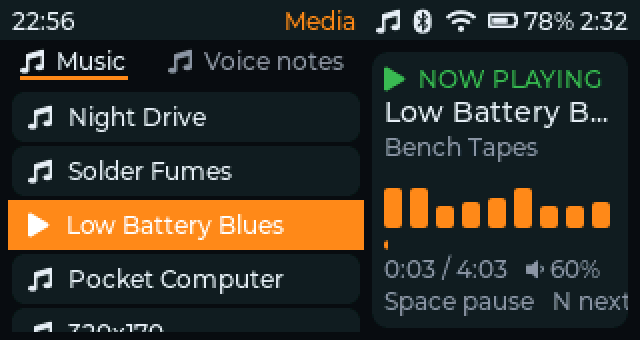 22:56 Media 78% 2:32
Music Voice notes
Night Drive
Solder Fumes
Low Battery Blues
Pocket Computer
320x170
NOW PLAYING
Low Battery B...
Bench Tapes
0:03 / 4:03 60%
Space pause N next